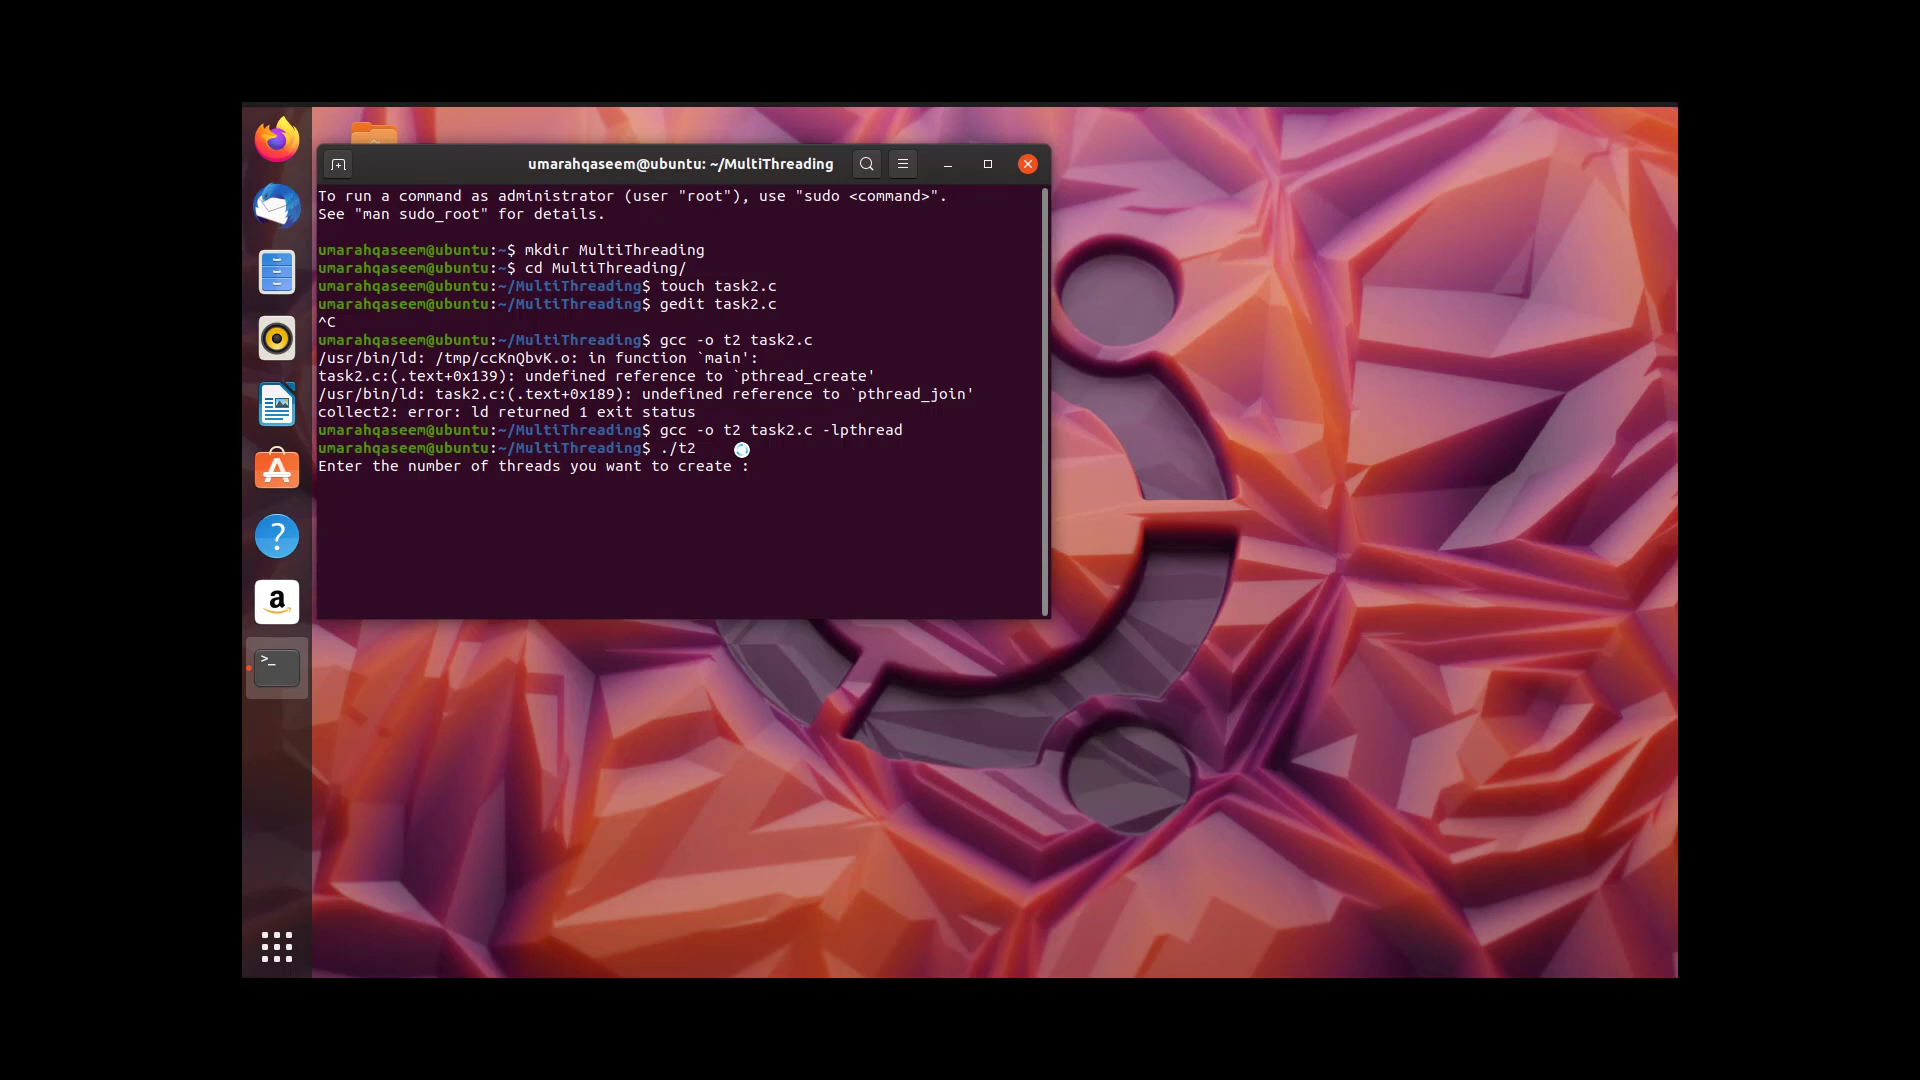 umarahqaseem@ubuntu: ~/MultiThreading
To run a command as administrator (user "root"), use "sudo <command>".
See "man sudo_root" for details.
umarahqaseem@ubuntu:~$ mkdir MultiThreading
umarahqaseem@ubuntu:~$ cd MultiThreading/
umarahqaseem@ubuntu:~/MultiThreading$ touch task2.c
umarahqaseem@ubuntu:~/MultiThreading$ gedit task2.c
^C
umarahqaseem@ubuntu:~/MultiThreading$ gcc -o t2 task2.c
/usr/bin/ld: /tmp/ccKnQbvK.o: in function `main':
task2.c:(.text+0x139): undefined reference to `pthread_create'
/usr/bin/ld: task2.c:(.text+0x189): undefined reference to `pthread_join'
collect2: error: ld returned 1 exit status
umarahqaseem@ubuntu:~/MultiThreading$ gcc -o t2 task2.c -lpthread
umarahqaseem@ubuntu:~/MultiThreading$ ./t2
Enter the number of threads you want to create :